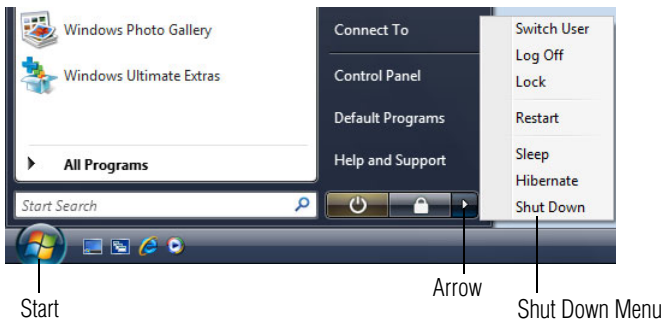 Windows Photo Gallery
Windows Ultimate Extras
All Programs
Start Search
Connect To
Control Panel
Default Programs
Help and Support
Switch User
Log Off
Lock
Restart
Sleep
Hibernate
Shut Down
Start
Arrow
Shut Down Menu